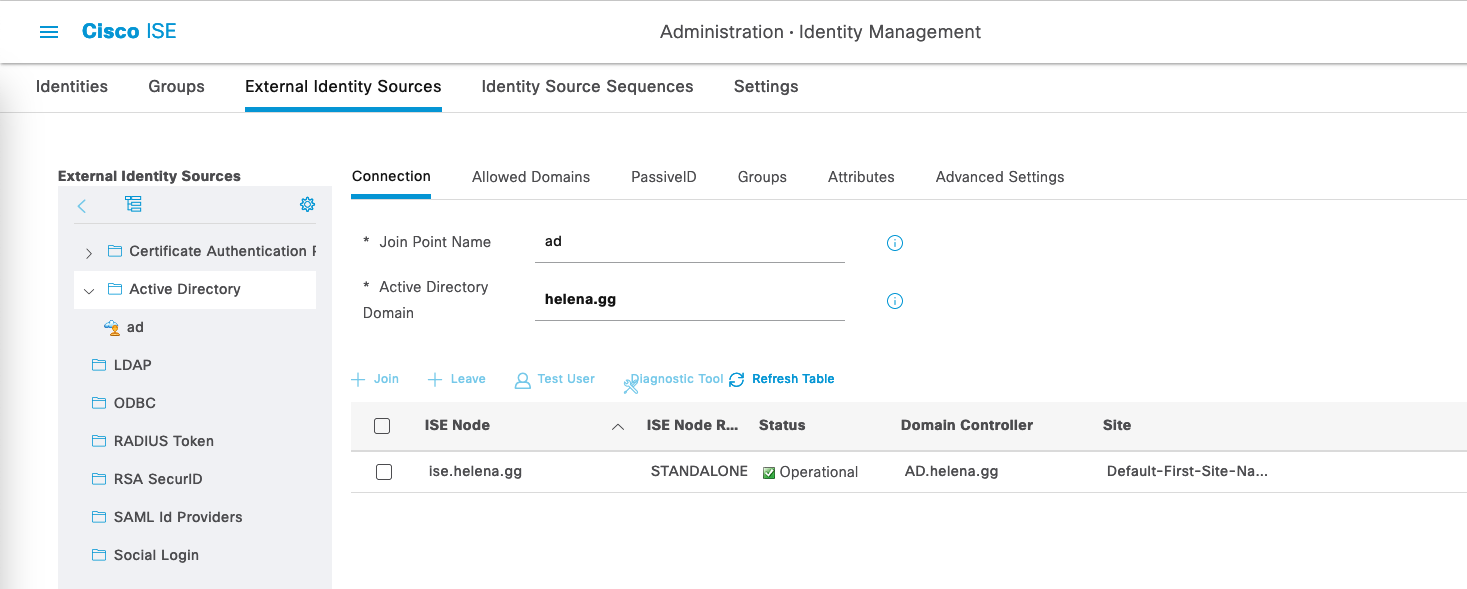 Cisco ISE
Administration · Identity Management
Identities Groups External Identity Sources Identity Source Sequences Settings
External Identity Sources
Certificate Authentication
Active Directory
ad
LDAP
ODBC
RADIUS Token
RSA SecurID
SAML Id Providers
Social Login
Connection Allowed Domains PassiveID Groups Attributes Advanced Settings
* Join Point Name ad
* Active Directory
Domain helena.gg
+ Join + Leave Test User Diagnostic Tool Refresh Table
ISE Node ISE Node R... Status Domain Controller Site
ise.helena.gg STANDALONE Operational AD.helena.gg Default-First-Site-Na...